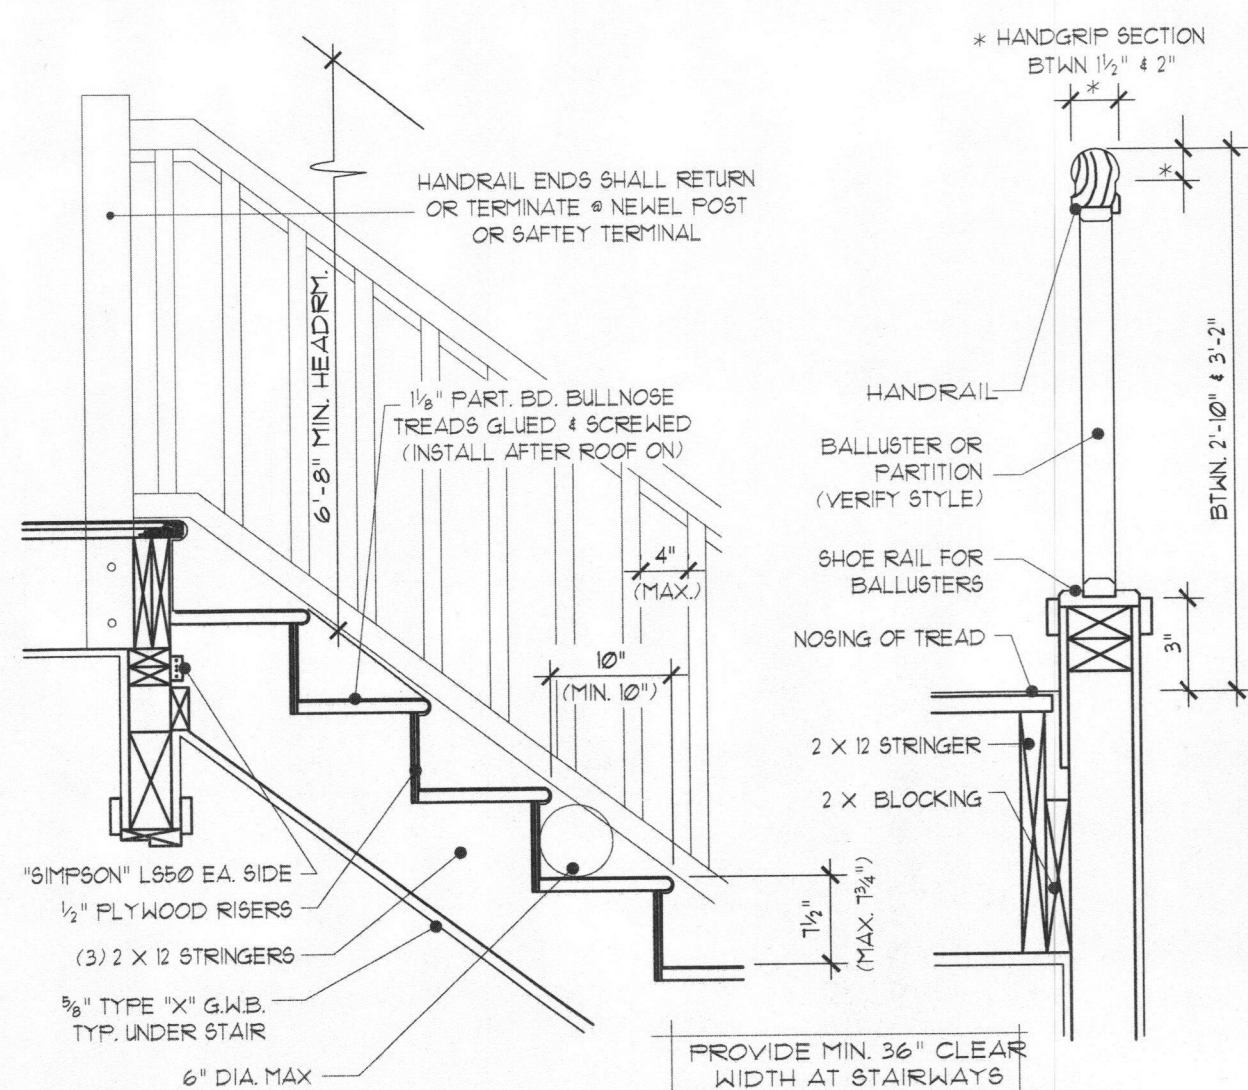 * HANDGRIP SECTION
BTWN 1½" & 2"
*
*
HANDRAIL ENDS SHALL RETURN
OR TERMINATE @ NEWEL POST
OR SAFTEY TERMINAL
6'-8" MIN. HEADRM.
1⅛" PART. BD. BULLNOSE
TREADS GLUED & SCREWED
(INSTALL AFTER ROOF ON)
4"
(MAX.)
10"
(MIN. 10")
7½"
(MAX. 7¾")
"SIMPSON" LS50 EA. SIDE
½" PLYWOOD RISERS
(3) 2 X 12 STRINGERS
⅝" TYPE "X" G.W.B.
TYP. UNDER STAIR
6" DIA. MAX
HANDRAIL
BALLUSTER OR
PARTITION
(VERIFY STYLE)
SHOE RAIL FOR
BALLUSTERS
NOSING OF TREAD
2 X 12 STRINGER
2 X BLOCKING
BTWN. 2'-10" & 3'-2"
3"
PROVIDE MIN. 36" CLEAR
WIDTH AT STAIRWAYS